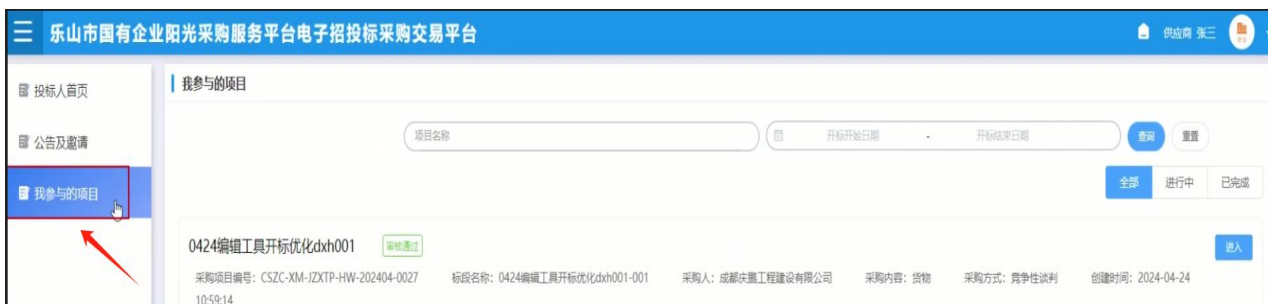 乐山市国有企业阳光采购服务平台电子招投标采购交易平台
供应商 张三
投标人首页
公告及邀请
我参与的项目
我参与的项目
项目名称
开标开始日期 - 开标结束日期
查询 重置
全部 进行中 已完成
0424编辑工具开标优化dxh001 审核通过
进入
采购项目编号：CSZC-XM-JZXTP-HW-202404-0027 标段名称：0424编辑工具开标优化dxh001-001 采购人：成都庆鹏工程建设有限公司 采购内容：货物 采购方式：竞争性谈判 创建时间：2024-04-24
10:59:14